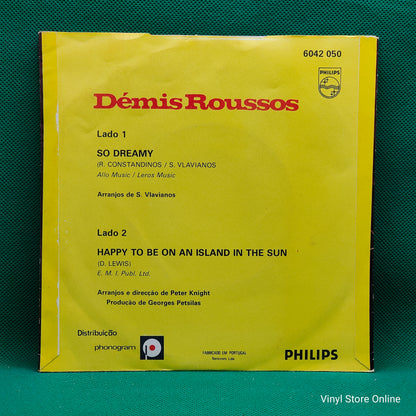 6042 050
PHILIPS
Démis Roussos
Lado 1
SO DREAMY
(R. CONSTANDINOS / S. VLAVIANOS
Allo Music / Leros Music
Arranjos de S. Vlavianos
Lado 2
HAPPY TO BE ON AN ISLAND IN THE SUN
(D. LEWIS)
E. M. I. Publ. Ltd.
Arranjos e direcção de Peter Knight
Produção de Georges Petsilas
Distribuição
phonogram
FABRICADO EM PORTUGAL
PHILIPS
Vinyl Store Online